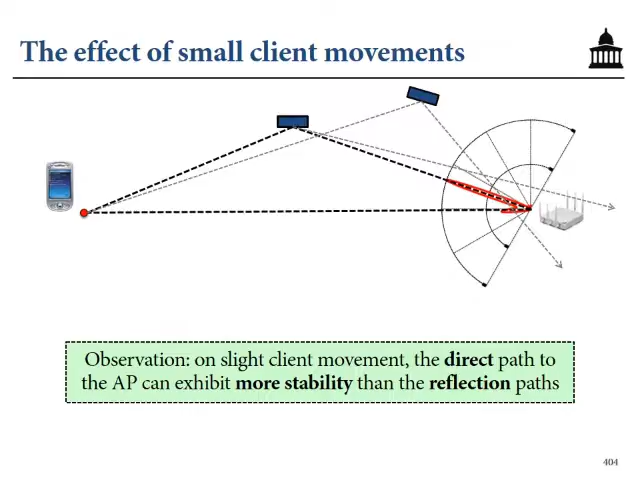 The effect of small client movements
Observation: on slight client movement, the direct path to
the AP can exhibit more stability than the reflection paths
404